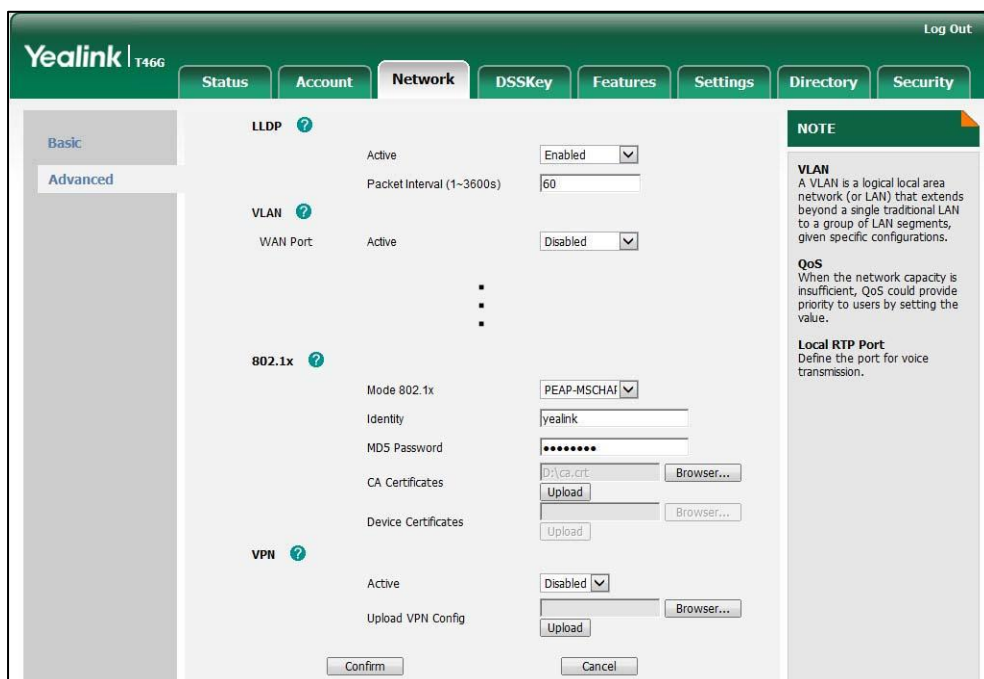 Log Out
Yealink T46G
Status Account Network DSSKey Features Settings Directory Security
Basic
Advanced
LLDP ?
Active Enabled
Packet Interval (1~3600s) 60
VLAN ?
WAN Port Active Disabled
802.1x ?
Mode 802.1x PEAP-MSCHAP
Identity yealink
MD5 Password ••••••••
CA Certificates D:\ca.crt Browser...
Upload
Device Certificates Browser...
Upload
VPN ?
Active Disabled
Upload VPN Config Browser...
Upload
Confirm Cancel
NOTE
VLAN
A VLAN is a logical local area
network (or LAN) that extends
beyond a single traditional LAN
to a group of LAN segments,
given specific configurations.
QoS
When the network capacity is
insufficient, QoS could provide
priority to users by setting the
value.
Local RTP Port
Define the port for voice
transmission.